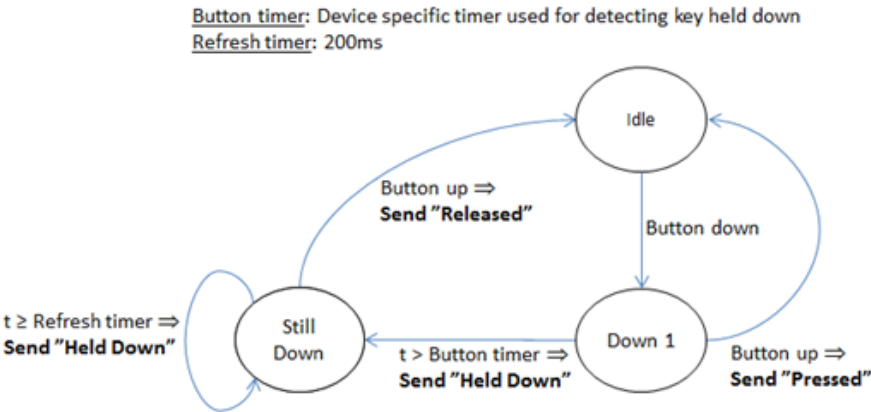 Button timer: Device specific timer used for detecting key held down
Refresh timer: 200ms
Idle
Button up ⇒
Send ”Released”
Button down
t ≥ Refresh timer ⇒
Send ”Held Down”
Still
Down
t > Button timer ⇒
Send ”Held Down”
Down 1
Button up ⇒
Send ”Pressed”